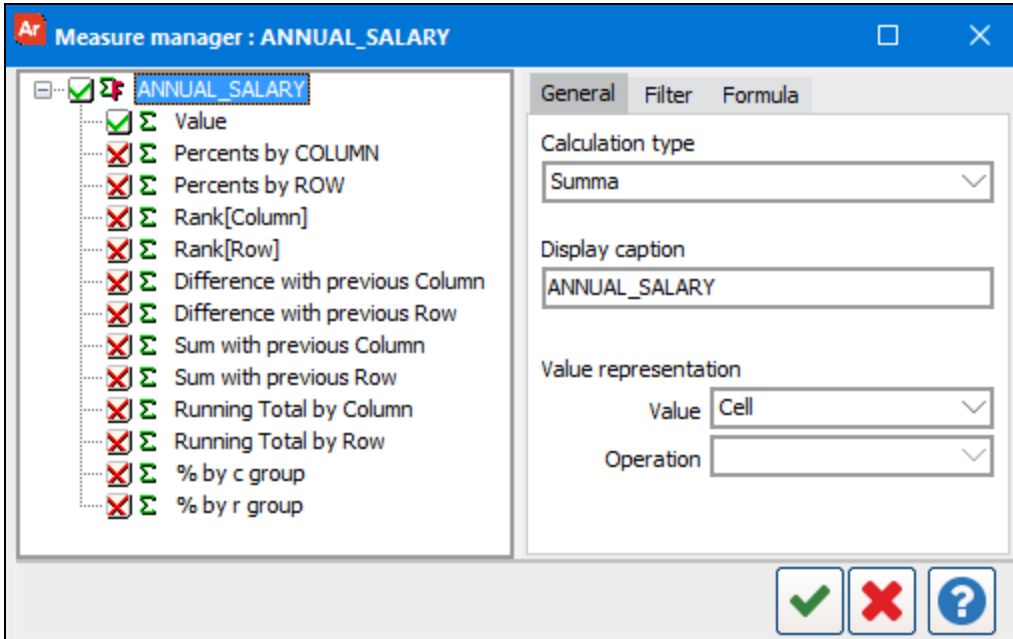 Ar Measure manager : ANNUAL_SALARY
ANNUAL_SALARY
Value
Percents by COLUMN
Percents by ROW
Rank[Column]
Rank[Row]
Difference with previous Column
Difference with previous Row
Sum with previous Column
Sum with previous Row
Running Total by Column
Running Total by Row
% by c group
% by r group
General Filter Formula
Calculation type
Summa
Display caption
ANNUAL_SALARY
Value representation
Value Cell
Operation